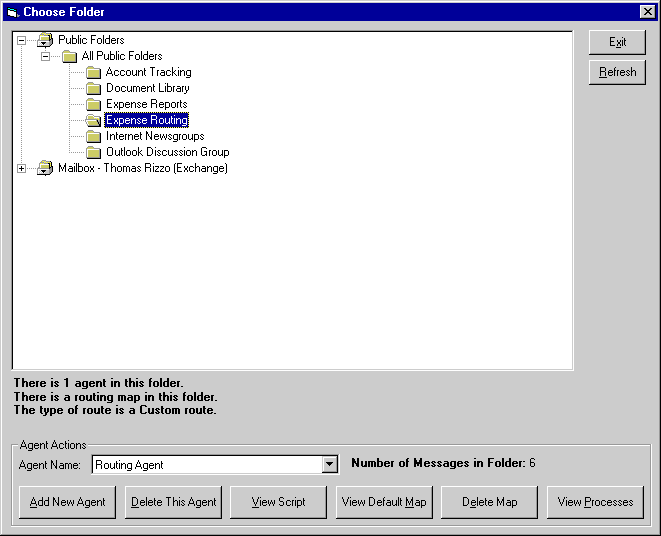 Choose Folder
Public Folders
All Public Folders
Account Tracking
Document Library
Expense Reports
Expense Routing
Internet Newsgroups
Outlook Discussion Group
Mailbox - Thomas Rizzo (Exchange)
Exit
Refresh
There is 1 agent in this folder.
There is a routing map in this folder.
The type of route is a Custom route.
Agent Actions
Agent Name: Routing Agent Number of Messages in Folder: 6
Add New Agent Delete This Agent View Script View Default Map Delete Map View Processes